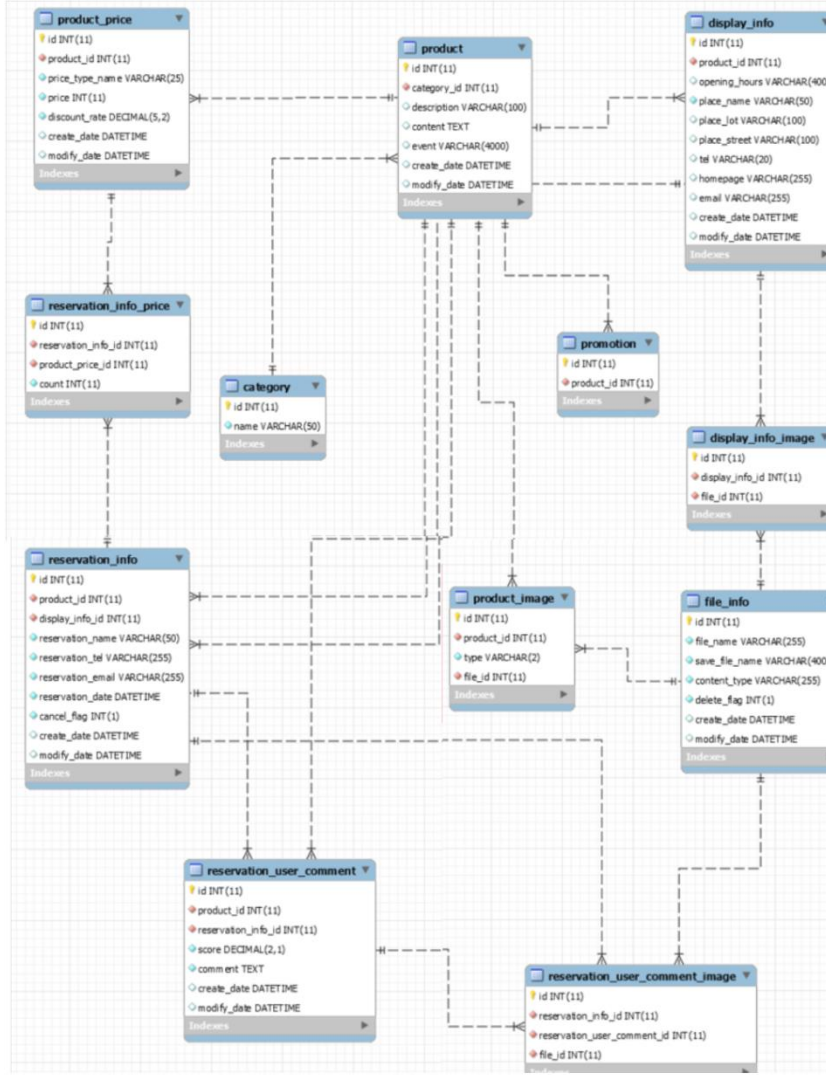 product_price
id INT(11)
product_id INT(11)
price_type_name VARCHAR(25)
price INT(11)
discount_rate DECIMAL(5,2)
create_date DATETIME
modify_date DATETIME
Indexes
product
id INT(11)
category_id INT(11)
description VARCHAR(100)
content TEXT
event VARCHAR(4000)
create_date DATETIME
modify_date DATETIME
Indexes
display_info
id INT(11)
product_id INT(11)
opening_hours VARCHAR(400
place_name VARCHAR(50)
place_lot VARCHAR(100)
place_street VARCHAR(100)
tel VARCHAR(20)
homepage VARCHAR(255)
email VARCHAR(255)
create_date DATETIME
modify_date DATETIME
Indexes
reservation_info_price
id INT(11)
reservation_info_id INT(11)
product_price_id INT(11)
count INT(11)
Indexes
category
id INT(11)
name VARCHAR(50)
Indexes
promotion
id INT(11)
product_id INT(11)
Indexes
display_info_image
id INT(11)
display_info_id INT(11)
file_id INT(11)
Indexes
reservation_info
id INT(11)
product_id INT(11)
display_info_id INT(11)
reservation_name VARCHAR(50)
reservation_tel VARCHAR(255)
reservation_email VARCHAR(255)
reservation_date DATETIME
cancel_flag INT(1)
create_date DATETIME
modify_date DATETIME
Indexes
product_image
id INT(11)
product_id INT(11)
type VARCHAR(2)
file_id INT(11)
Indexes
file_info
id INT(11)
file_name VARCHAR(255)
save_file_name VARCHAR(400
content_type VARCHAR(255)
delete_flag INT(1)
create_date DATETIME
modify_date DATETIME
Indexes
reservation_user_comment
id INT(11)
product_id INT(11)
reservation_info_id INT(11)
score DECIMAL(2,1)
comment TEXT
create_date DATETIME
modify_date DATETIME
Indexes
reservation_user_comment_image
id INT(11)
reservation_info_id INT(11)
reservation_user_comment_id INT(11)
file_id INT(11)
Indexes